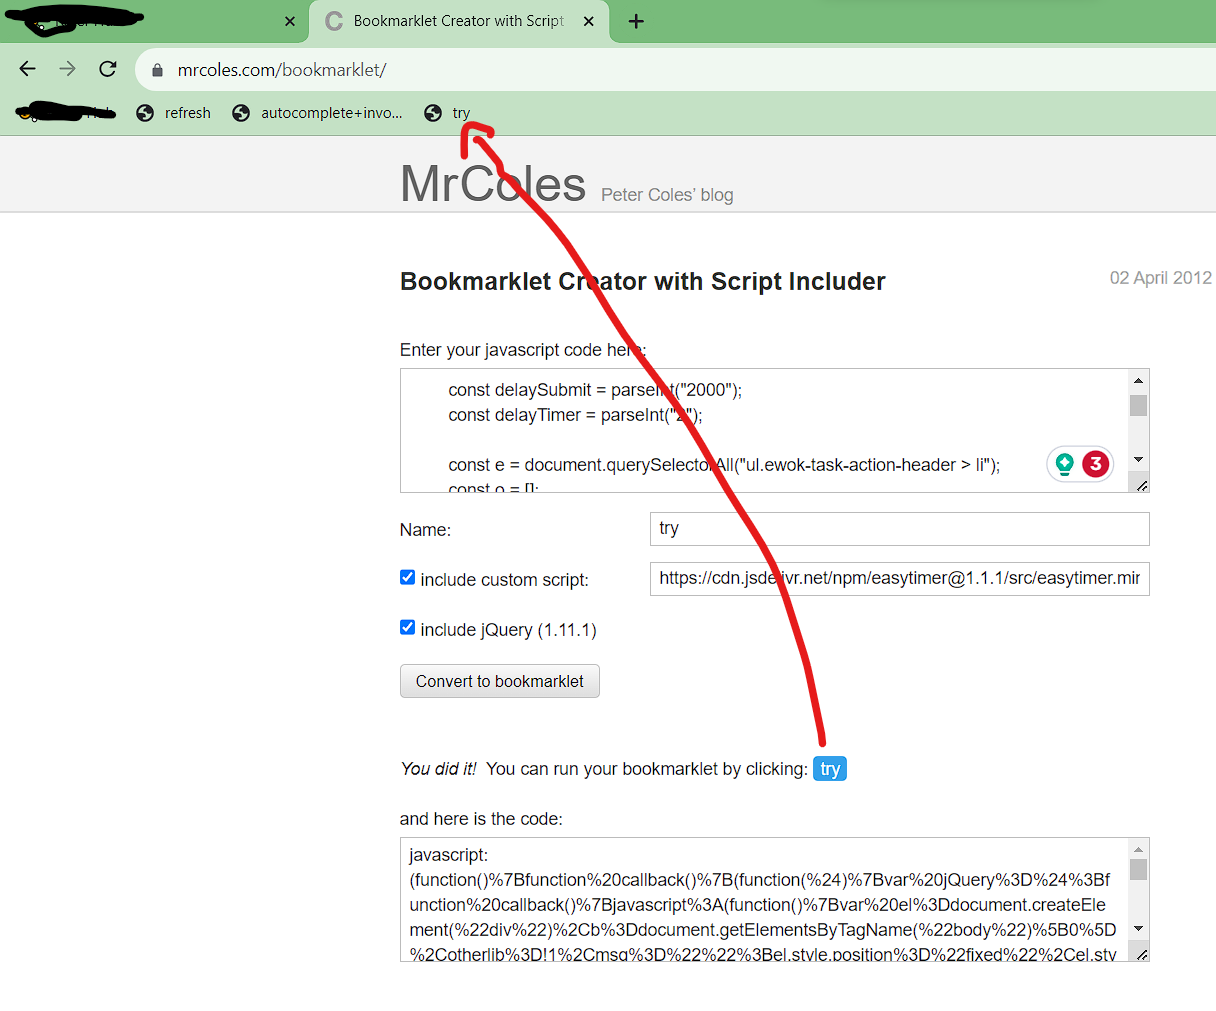 Bookmarklet Creator with Script
mrcoles.com/bookmarklet/
refresh
autocomplete+invo...
try
MrColes
Peter Coles' blog
Bookmarklet Creator with Script Includer
02 April 2012
Enter your javascript code here:
const delaySubmit = parseInt("2000");
const delayTimer = parseInt("2");
const e = document.querySelectorAll("ul.ewok-task-action-header > li");
const o = [];
3
Name:
try
include custom script:
https://cdn.jsdelivr.net/npm/easytimer@1.1.1/src/easytimer.mir
include jQuery (1.11.1)
Convert to bookmarklet
You did it! You can run your bookmarklet by clicking: try
and here is the code:
javascript:
(function()%7Bfunction%20callback()%7B(function(%24)%7Bvar%20jQuery%3D%24%3Bf
unction%20callback()%7Bjavascript%3A(function()%7Bvar%20el%3Ddocument.createEle
ment(%22div%22)%2Cb%3Ddocument.getElementsByTagName(%22body%22)%5B0%5D
%2Cotherlib%3D!1%2Cmsg%3D%22%22%3Bel.style.position%3D%22fixed%22%2Cel.sty